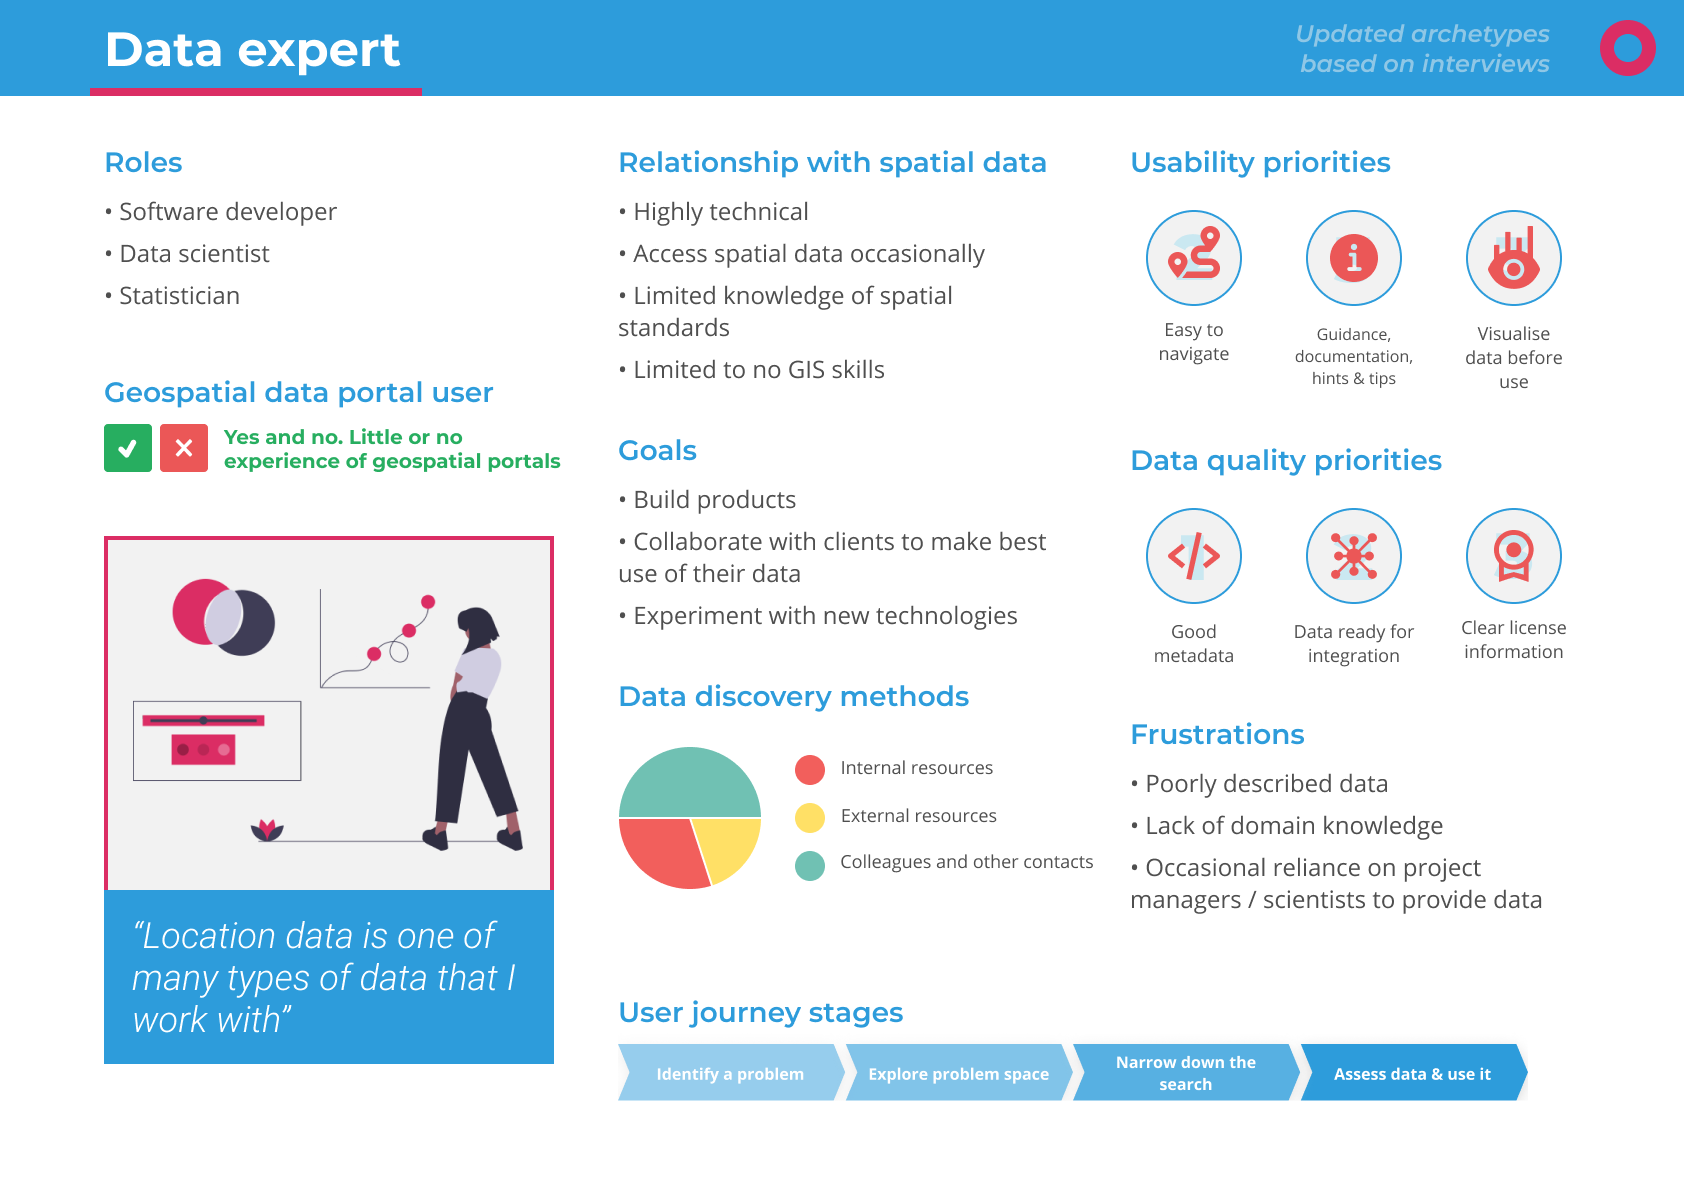 Data expert
Updated archetypes
based on interviews
Roles
• Software developer
• Data scientist
• Statistician
Geospatial data portal user
Yes and no. Little or no
experience of geospatial portals
“Location data is one of
many types of data that I
work with”
Relationship with spatial data
• Highly technical
• Access spatial data occasionally
• Limited knowledge of spatial
standards
• Limited to no GIS skills
Goals
• Build products
• Collaborate with clients to make best
use of their data
• Experiment with new technologies
Data discovery methods
Internal resources
External resources
Colleagues and other contacts
Usability priorities
Easy to
navigate
Guidance,
documentation,
hints & tips
Visualise
data before
use
Data quality priorities
Good
metadata
Data ready for
integration
Clear license
information
Frustrations
• Poorly described data
• Lack of domain knowledge
• Occasional reliance on project
managers / scientists to provide data
User journey stages
Identify a problem
Explore problem space
Narrow down the
search
Assess data & use it